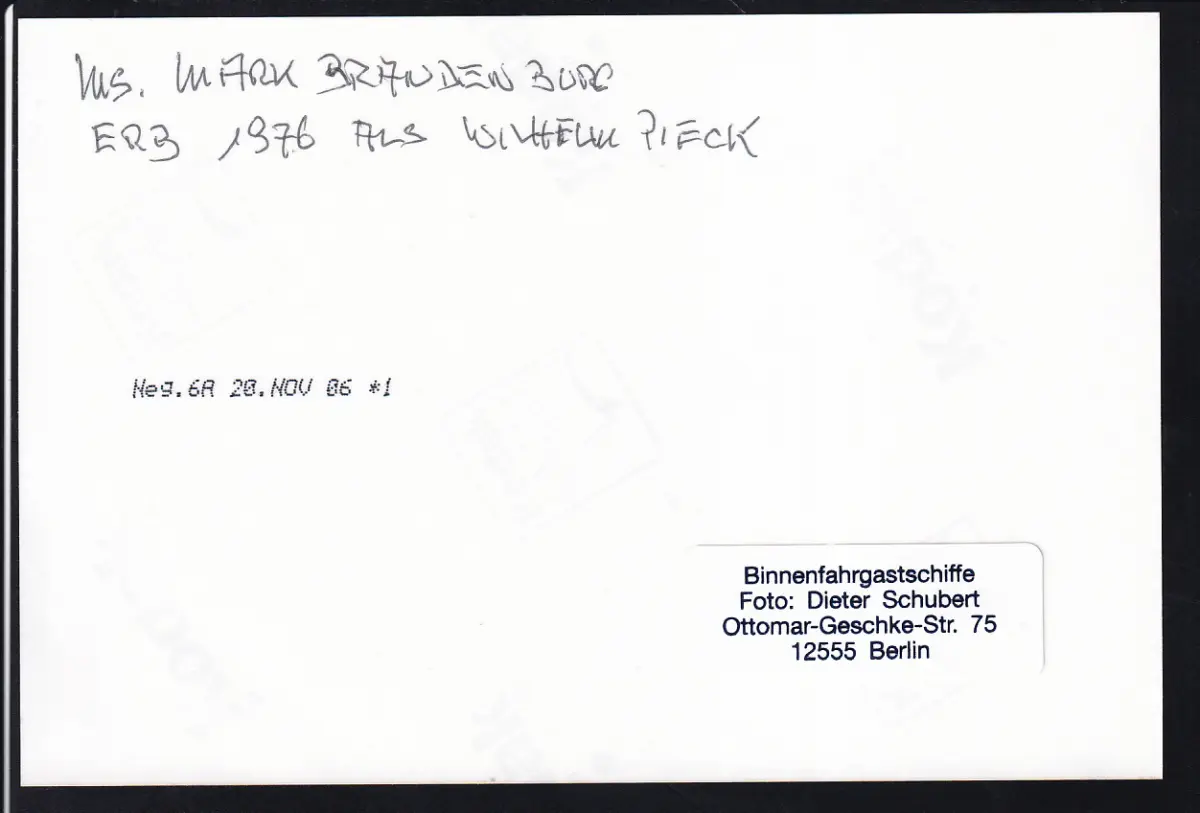 MS. MARK BRANDENBURG
ERB 1976 ALS WILHELM PIECK
Neg.6A 20.NOV 06 *1
Binnenfahrgastschiffe
Foto: Dieter Schubert
Ottomar-Geschke-Str. 75
12555 Berlin